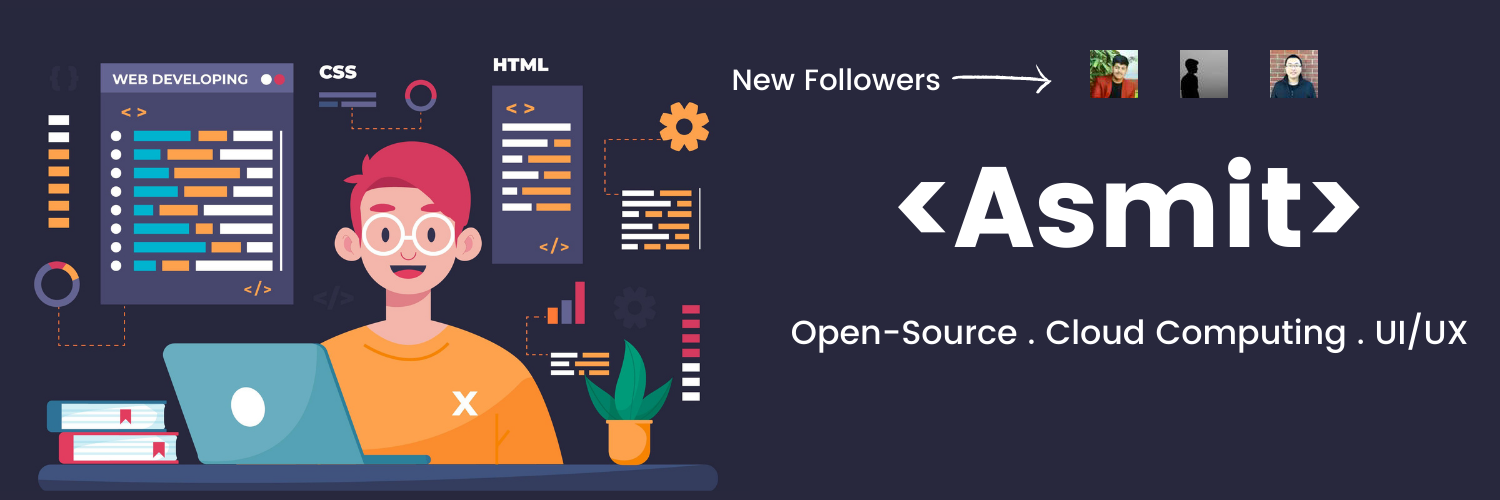 WEB DEVELOPING
< >
</>
CSS
HTML
< >
</>
{ }
</>
X
New Followers
<Asmit>
Open-Source . Cloud Computing . UI/UX